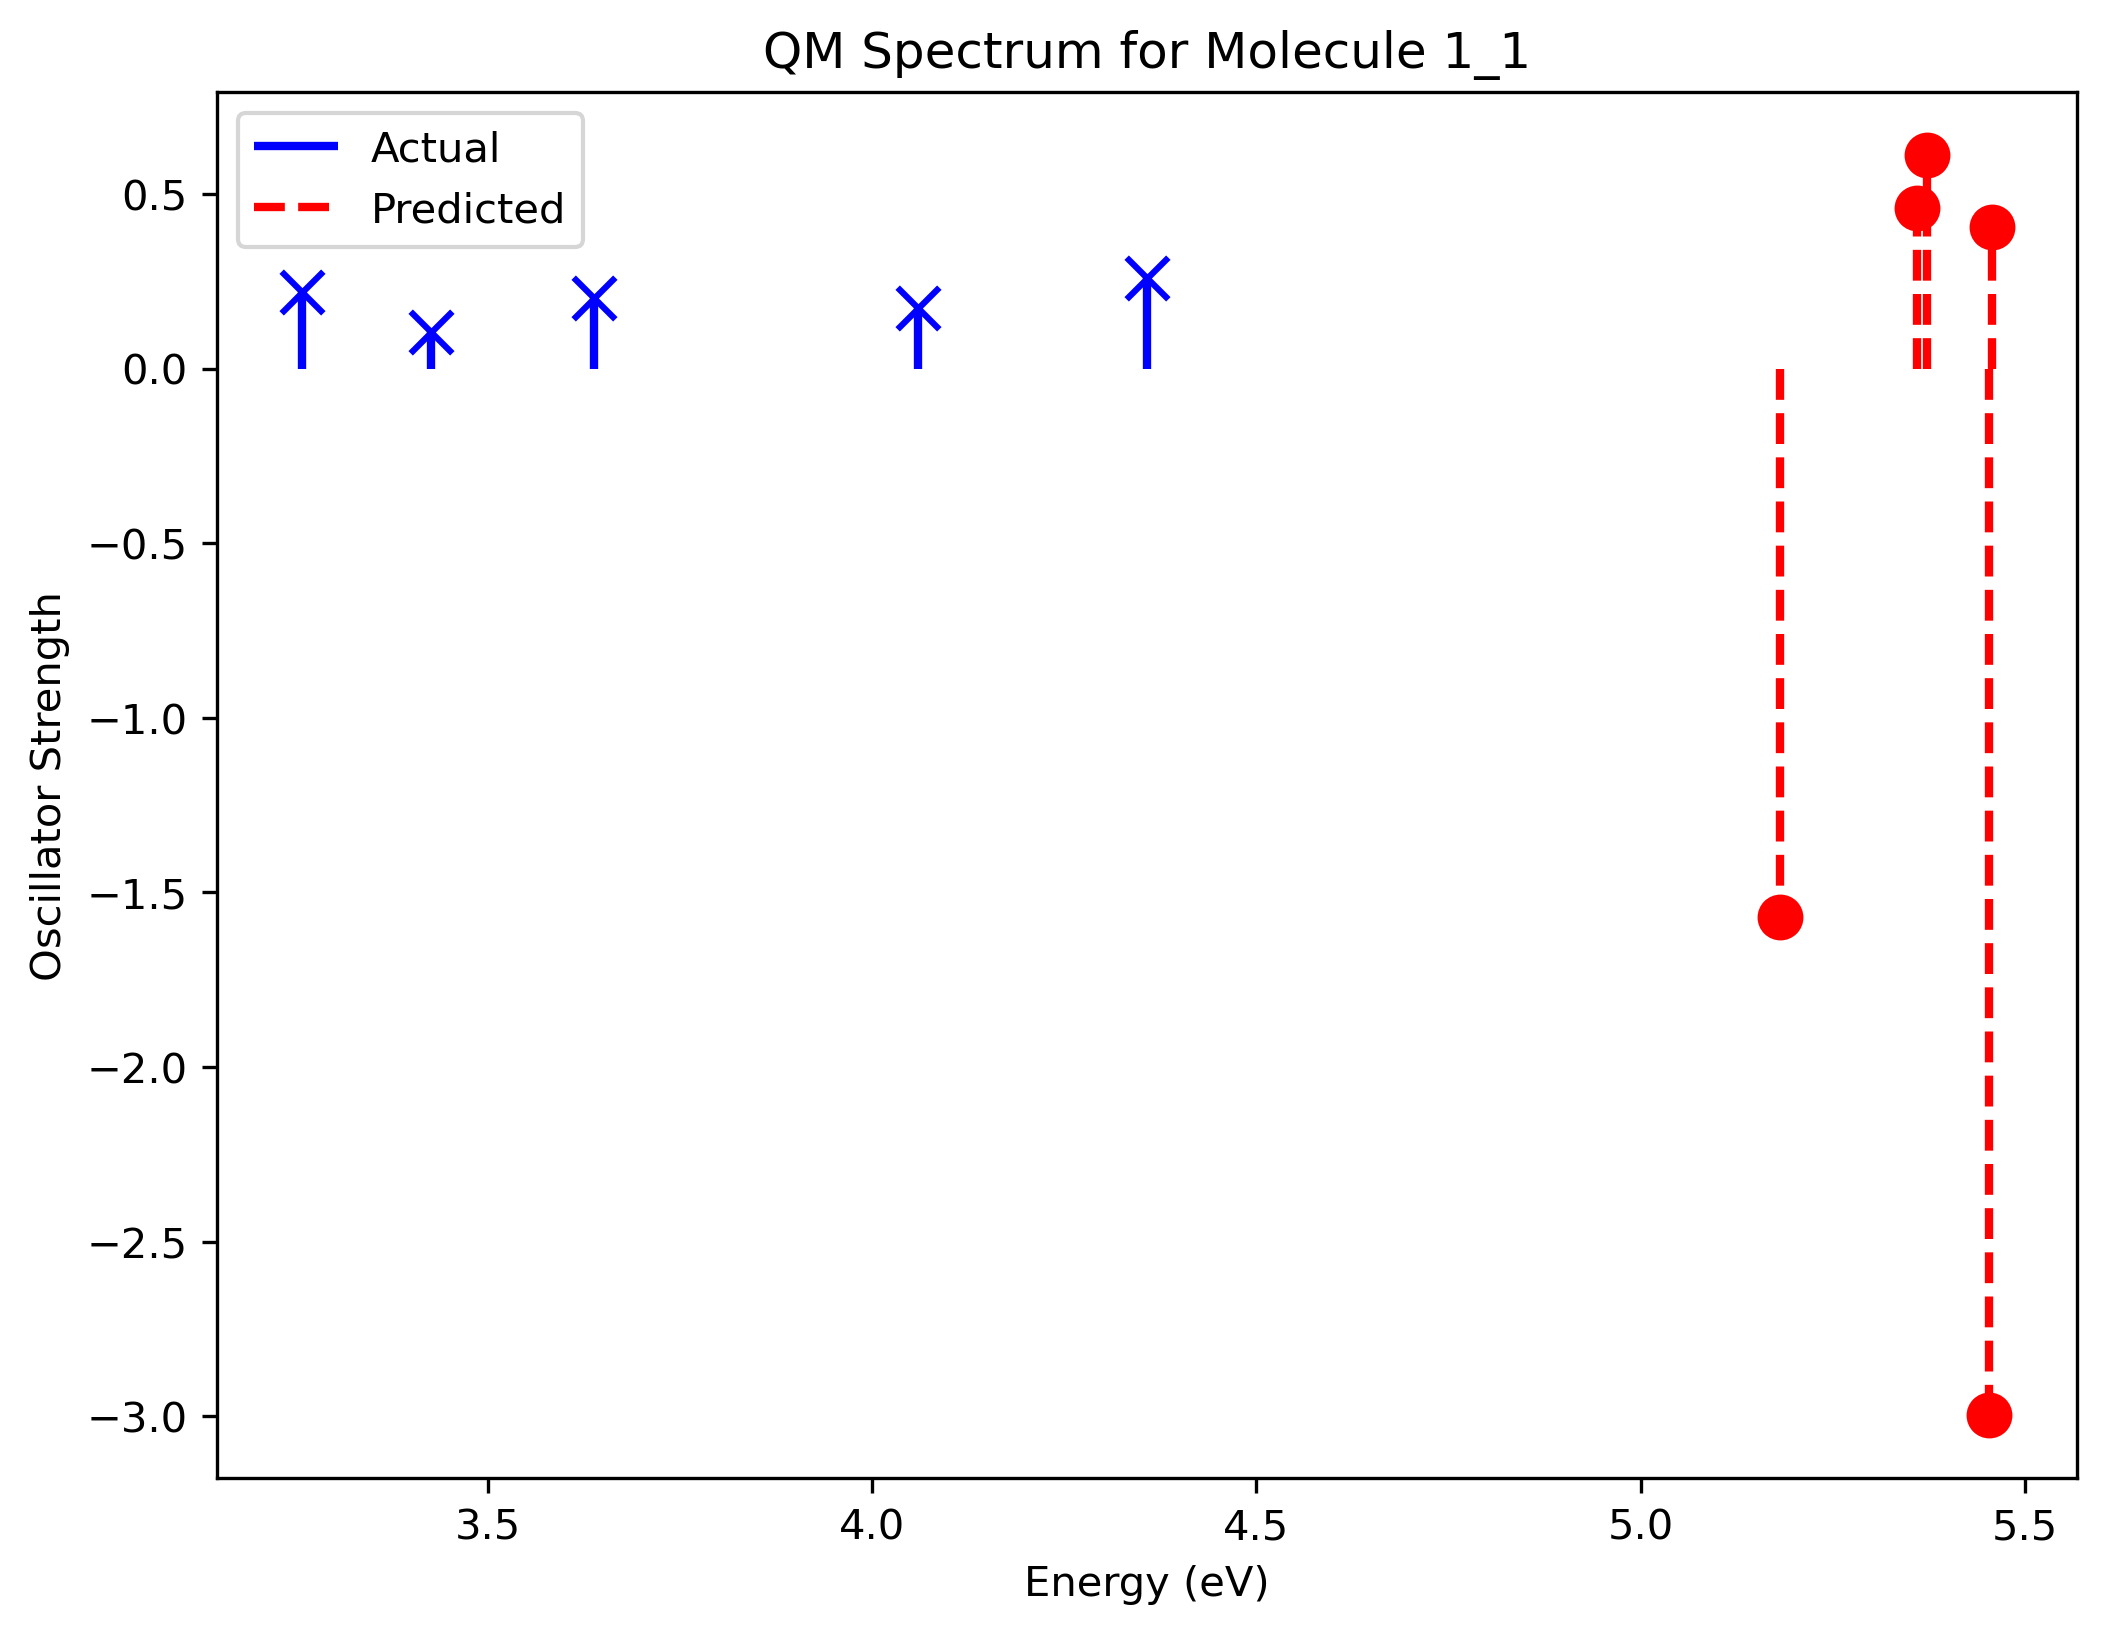 QM Spectrum for Molecule 1_1
Actual
Predicted
0.5
0.0
−0.5
−1.0
−1.5
−2.0
−2.5
−3.0
Oscillator Strength
3.5 4.0 4.5 5.0 5.5
Energy (eV)